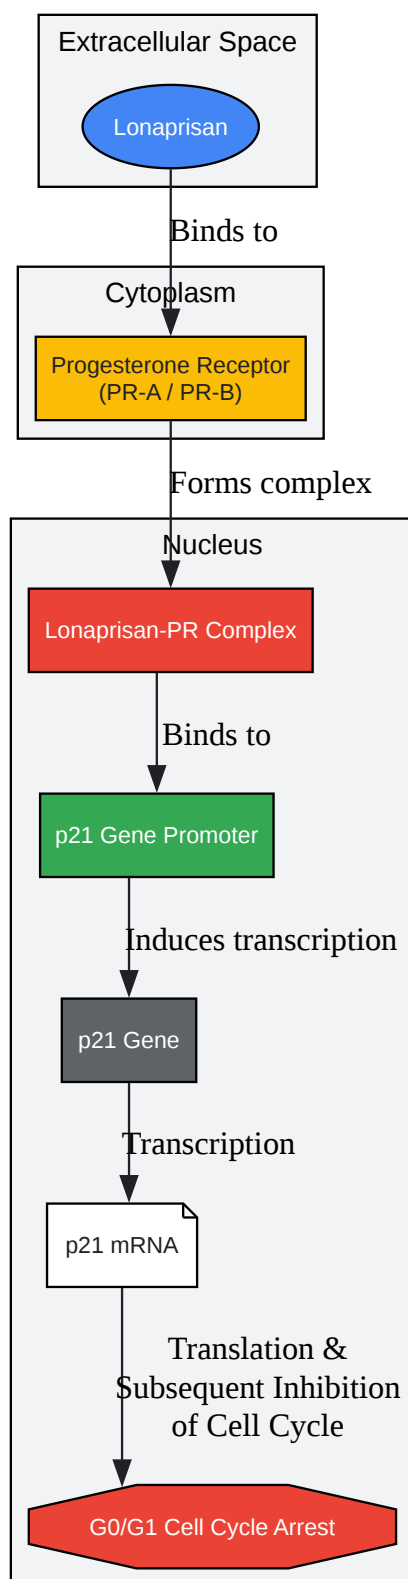 Extracellular Space
Lonaprisan
Binds to
Cytoplasm
Progesterone Receptor
(PR-A / PR-B)
Forms complex
Nucleus
Lonaprisan-PR Complex
Binds to
p21 Gene Promoter
Induces transcription
p21 Gene
Transcription
p21 mRNA
Translation &
Subsequent Inhibition
of Cell Cycle
G0/G1 Cell Cycle Arrest